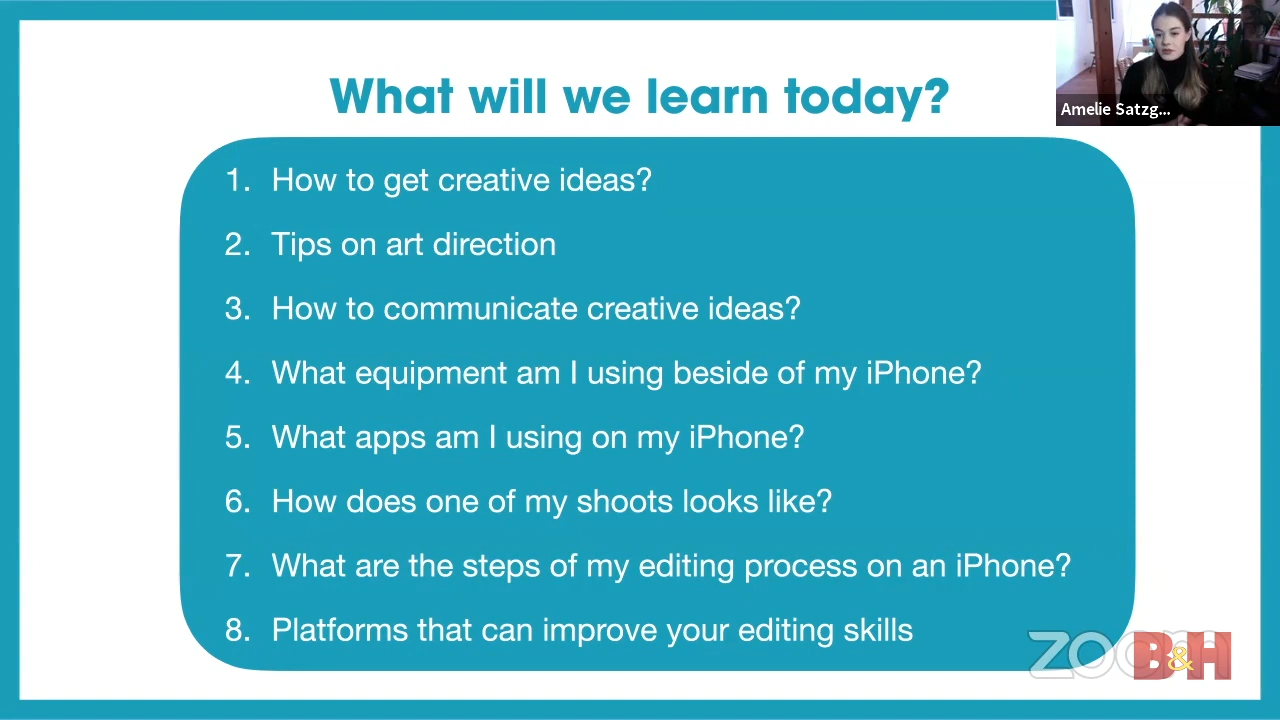 What will we learn today?
Amelie Satzg...
1. How to get creative ideas?
2. Tips on art direction
3. How to communicate creative ideas?
4. What equipment am I using beside of my iPhone?
5. What apps am I using on my iPhone?
6. How does one of my shoots looks like?
7. What are the steps of my editing process on an iPhone?
8. Platforms that can improve your editing skills
zoom
B&H